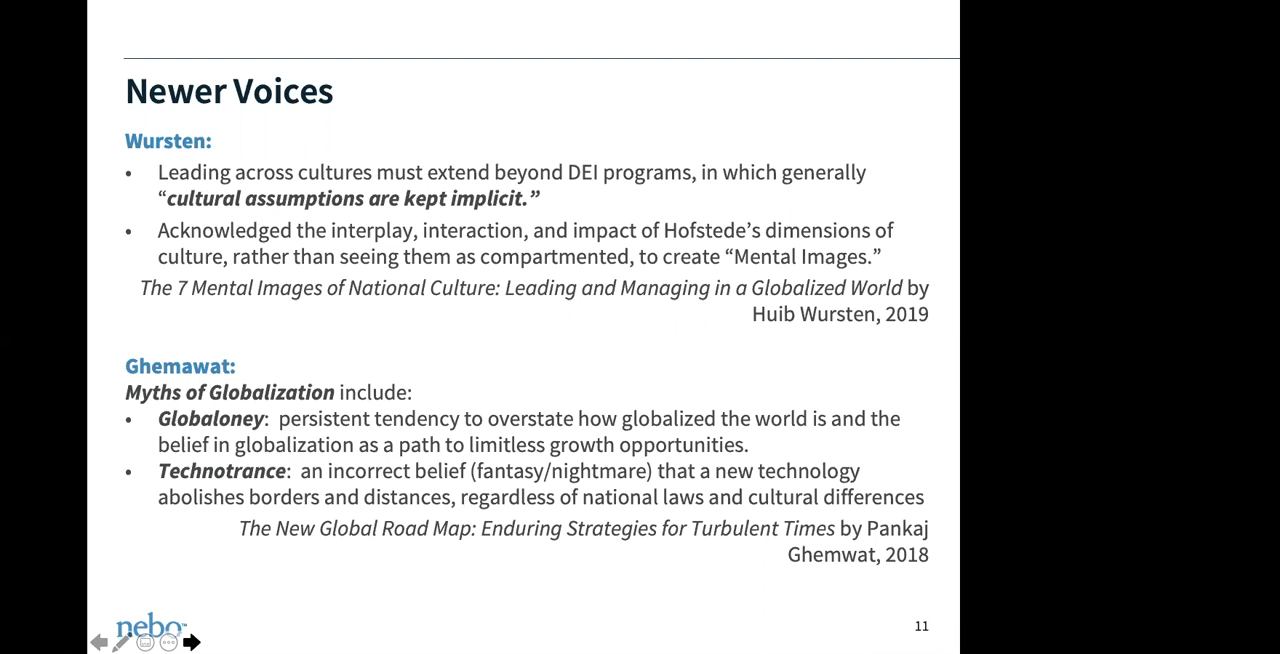 Newer Voices
Wursten:
• Leading across cultures must extend beyond DEI programs, in which generally
“cultural assumptions are kept implicit.”
• Acknowledged the interplay, interaction, and impact of Hofstede’s dimensions of
culture, rather than seeing them as compartmented, to create “Mental Images.”
The 7 Mental Images of National Culture: Leading and Managing in a Globalized World by
Huib Wursten, 2019
Ghemawat:
Myths of Globalization include:
• Globaloney: persistent tendency to overstate how globalized the world is and the
belief in globalization as a path to limitless growth opportunities.
• Technotrance: an incorrect belief (fantasy/nightmare) that a new technology
abolishes borders and distances, regardless of national laws and cultural differences
The New Global Road Map: Enduring Strategies for Turbulent Times by Pankaj
Ghemwat, 2018
nebo™
11